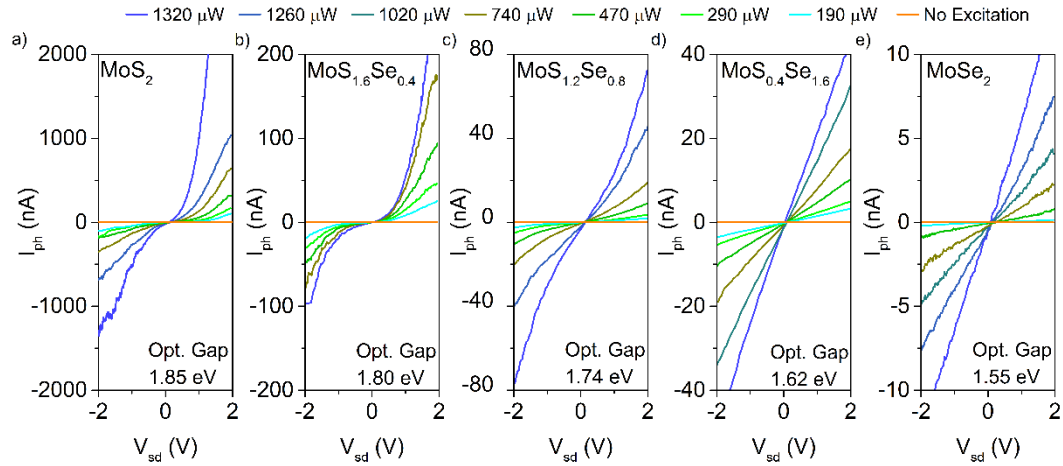 1320 μW 1260 μW 1020 μW 740 μW 470 μW 290 μW 190 μW No Excitation
a) b) c) d) e)
MoS2 MoS1.6Se0.4 MoS1.2Se0.8 MoS0.4Se1.6 MoSe2
2000 200 80 40 10
1000 100 40 20 5
0 0 0 0 0
-1000 -100 -40 -20 -5
-2000 -200 -80 -40 -10
Iph (nA) Iph (nA) Iph (nA) Iph (nA) Iph (nA)
Opt. Gap Opt. Gap Opt. Gap Opt. Gap Opt. Gap
1.85 eV 1.80 eV 1.74 eV 1.62 eV 1.55 eV
-2 0 2 -2 0 2 -2 0 2 -2 0 2 -2 0 2
Vsd (V) Vsd (V) Vsd (V) Vsd (V) Vsd (V)